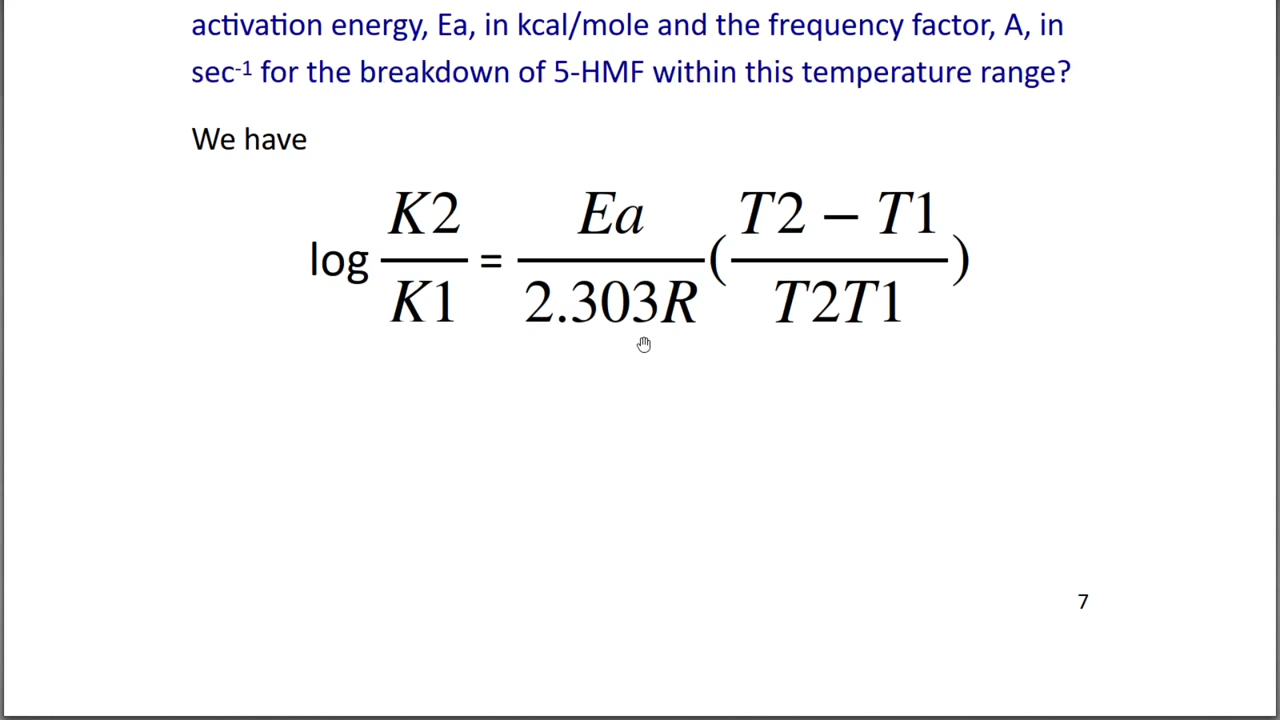 activation energy, Ea, in kcal/mole and the frequency factor, A, in
sec-1 for the breakdown of 5-HMF within this temperature range?
We have
log K2/K1 = Ea/2.303R (T2 − T1/T2T1)
7